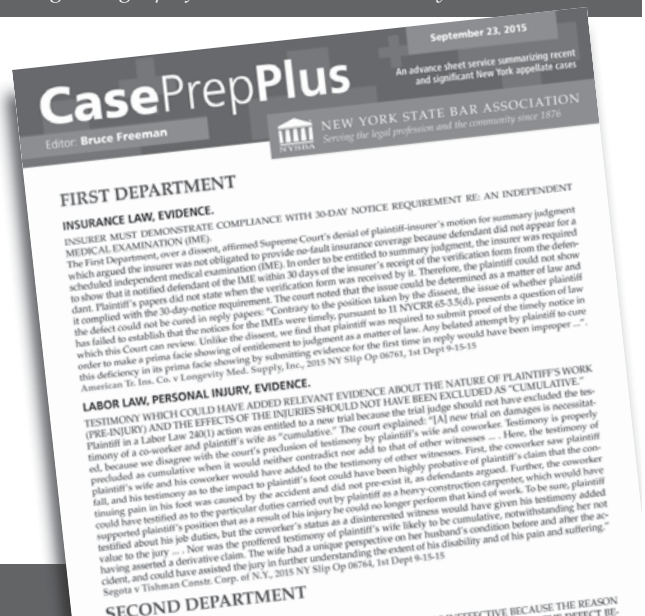 September 23, 2015
CasePrepPlus
An advance sheet service summarizing recent
and significant New York appellate cases
Editor: Bruce Freeman
NYSBA
NEW YORK STATE BAR ASSOCIATION
Serving the legal profession and the community since 1876
FIRST DEPARTMENT
INSURANCE LAW, EVIDENCE.
INSURER MUST DEMONSTRATE COMPLIANCE WITH 30-DAY NOTICE REQUIREMENT RE: AN INDEPENDENT
MEDICAL EXAMINATION (IME).
The First Department, over a dissent, affirmed Supreme Court's denial of plaintiff-insurer's motion for summary judgment
which argued the insurer was not obligated to provide no-fault insurance coverage because defendant did not appear for a
scheduled independent medical examination (IME). In order to be entitled to summary judgment, the insurer was required
to show that it notified defendant of the IME within 30 days of the insurer's receipt of the verification form from the defen-
dant. Plaintiff's papers did not state when the verification form was received by it. Therefore, the plaintiff could not show
it complied with the 30-day-notice requirement. The court noted that the issue could be determined as a matter of law and
the defect could not be cured in reply papers: "Contrary to the position taken by the dissent, the issue of whether plaintiff
has failed to establish that the notices for the IMEs were timely, pursuant to 11 NYCRR 65-3.5(d), presents a question of law
which this Court can review. Unlike the dissent, we find that plaintiff was required to submit proof of the timely notice in
order to make a prima facie showing of entitlement to judgment as a matter of law. Any belated attempt by plaintiff to cure
this deficiency in its prima facie showing by submitting evidence for the first time in reply would have been improper ...".
American Tr. Ins. Co. v Longevity Med. Supply, Inc., 2015 NY Slip Op 06761, 1st Dept 9-15-15
LABOR LAW, PERSONAL INJURY, EVIDENCE.
TESTIMONY WHICH COULD HAVE ADDED RELEVANT EVIDENCE ABOUT THE NATURE OF PLAINTIFF'S WORK
(PRE-INJURY) AND THE EFFECTS OF THE INJURIES SHOULD NOT HAVE BEEN EXCLUDED AS "CUMULATIVE."
Plaintiff in a Labor Law 240(1) action was entitled to a new trial because the trial judge should not have excluded the tes-
timony of a co-worker and plaintiff's wife as "cumulative." The court explained: "[A] new trial on damages is necessitat-
ed, because we disagree with the court's preclusion of testimony by plaintiff's wife and coworker. Testimony is properly
precluded as cumulative when it would neither contradict nor add to that of other witnesses ... . Here, the testimony of
plaintiff's wife and his coworker would have added to the testimony of other witnesses. First, the coworker saw plaintiff
fall, and his testimony as to the impact to plaintiff's foot could have been highly probative of plaintiff's claim that the con-
tinuing pain in his foot was caused by the accident and did not pre-exist it, as defendants argued. Further, the coworker
could have testified as to the particular duties carried out by plaintiff as a heavy-construction carpenter, which would have
supported plaintiff's position that as a result of his injury he could no longer perform that kind of work. To be sure, plaintiff
testified about his job duties, but the coworker's status as a disinterested witness would have given his testimony added
value to the jury ... . Nor was the proffered testimony of plaintiff's wife likely to be cumulative, notwithstanding her not
having asserted a derivative claim. The wife had a unique perspective on her husband's condition before and after the ac-
cident, and could have assisted the jury in further understanding the extent of his disability and of his pain and suffering."
Segota v Tishman Constr. Corp. of N.Y., 2015 NY Slip Op 06764, 1st Dept 9-15-15
SECOND DEPARTMENT
INEFFECTIVE BECAUSE THE REASON